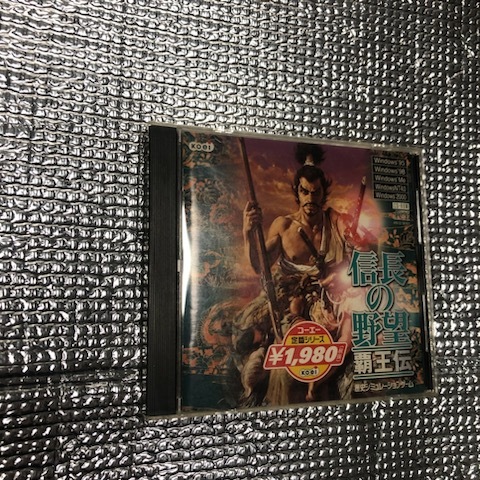 KOEI
Windows 95
Windows 98
Windows Me
WindowsNT4.0
Windows 2000
信長
の
野望
覇王伝
歴史シミュレーションゲーム
コーエー
定番シリーズ
¥1,980
KOEI